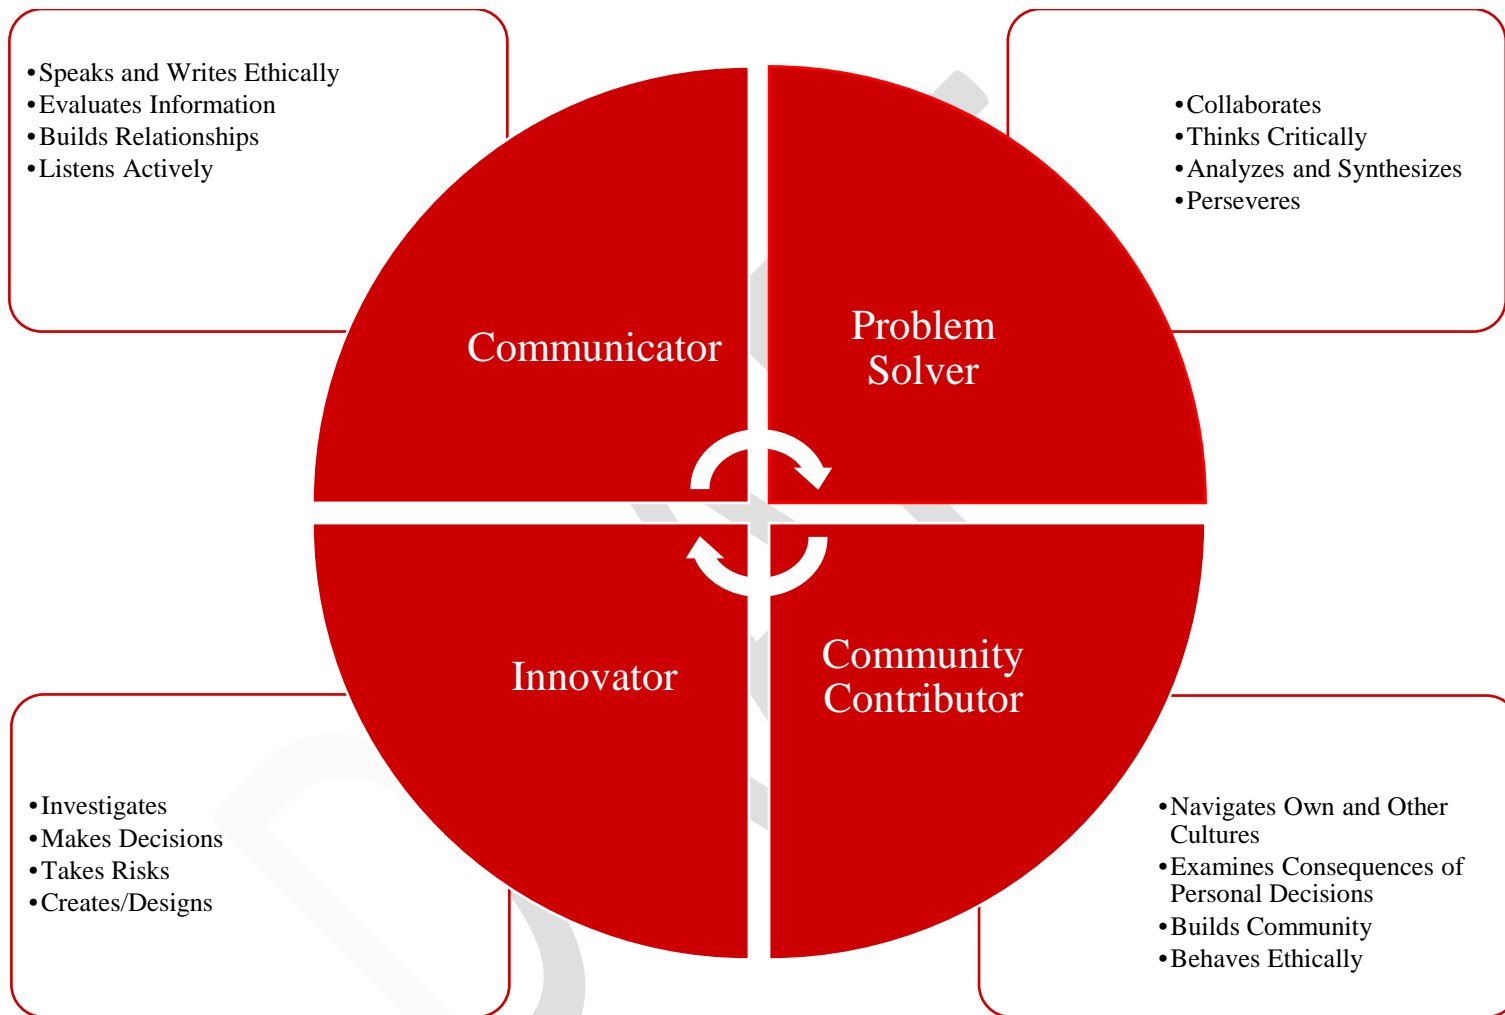 •Speaks and Writes Ethically
•Evaluates Information
•Builds Relationships
•Listens Actively
•Collaborates
•Thinks Critically
•Analyzes and Synthesizes
•Perseveres
Communicator
Problem
Solver
Innovator
Community
Contributor
•Investigates
•Makes Decisions
•Takes Risks
•Creates/Designs
•Navigates Own and Other
Cultures
•Examines Consequences of
Personal Decisions
•Builds Community
•Behaves Ethically